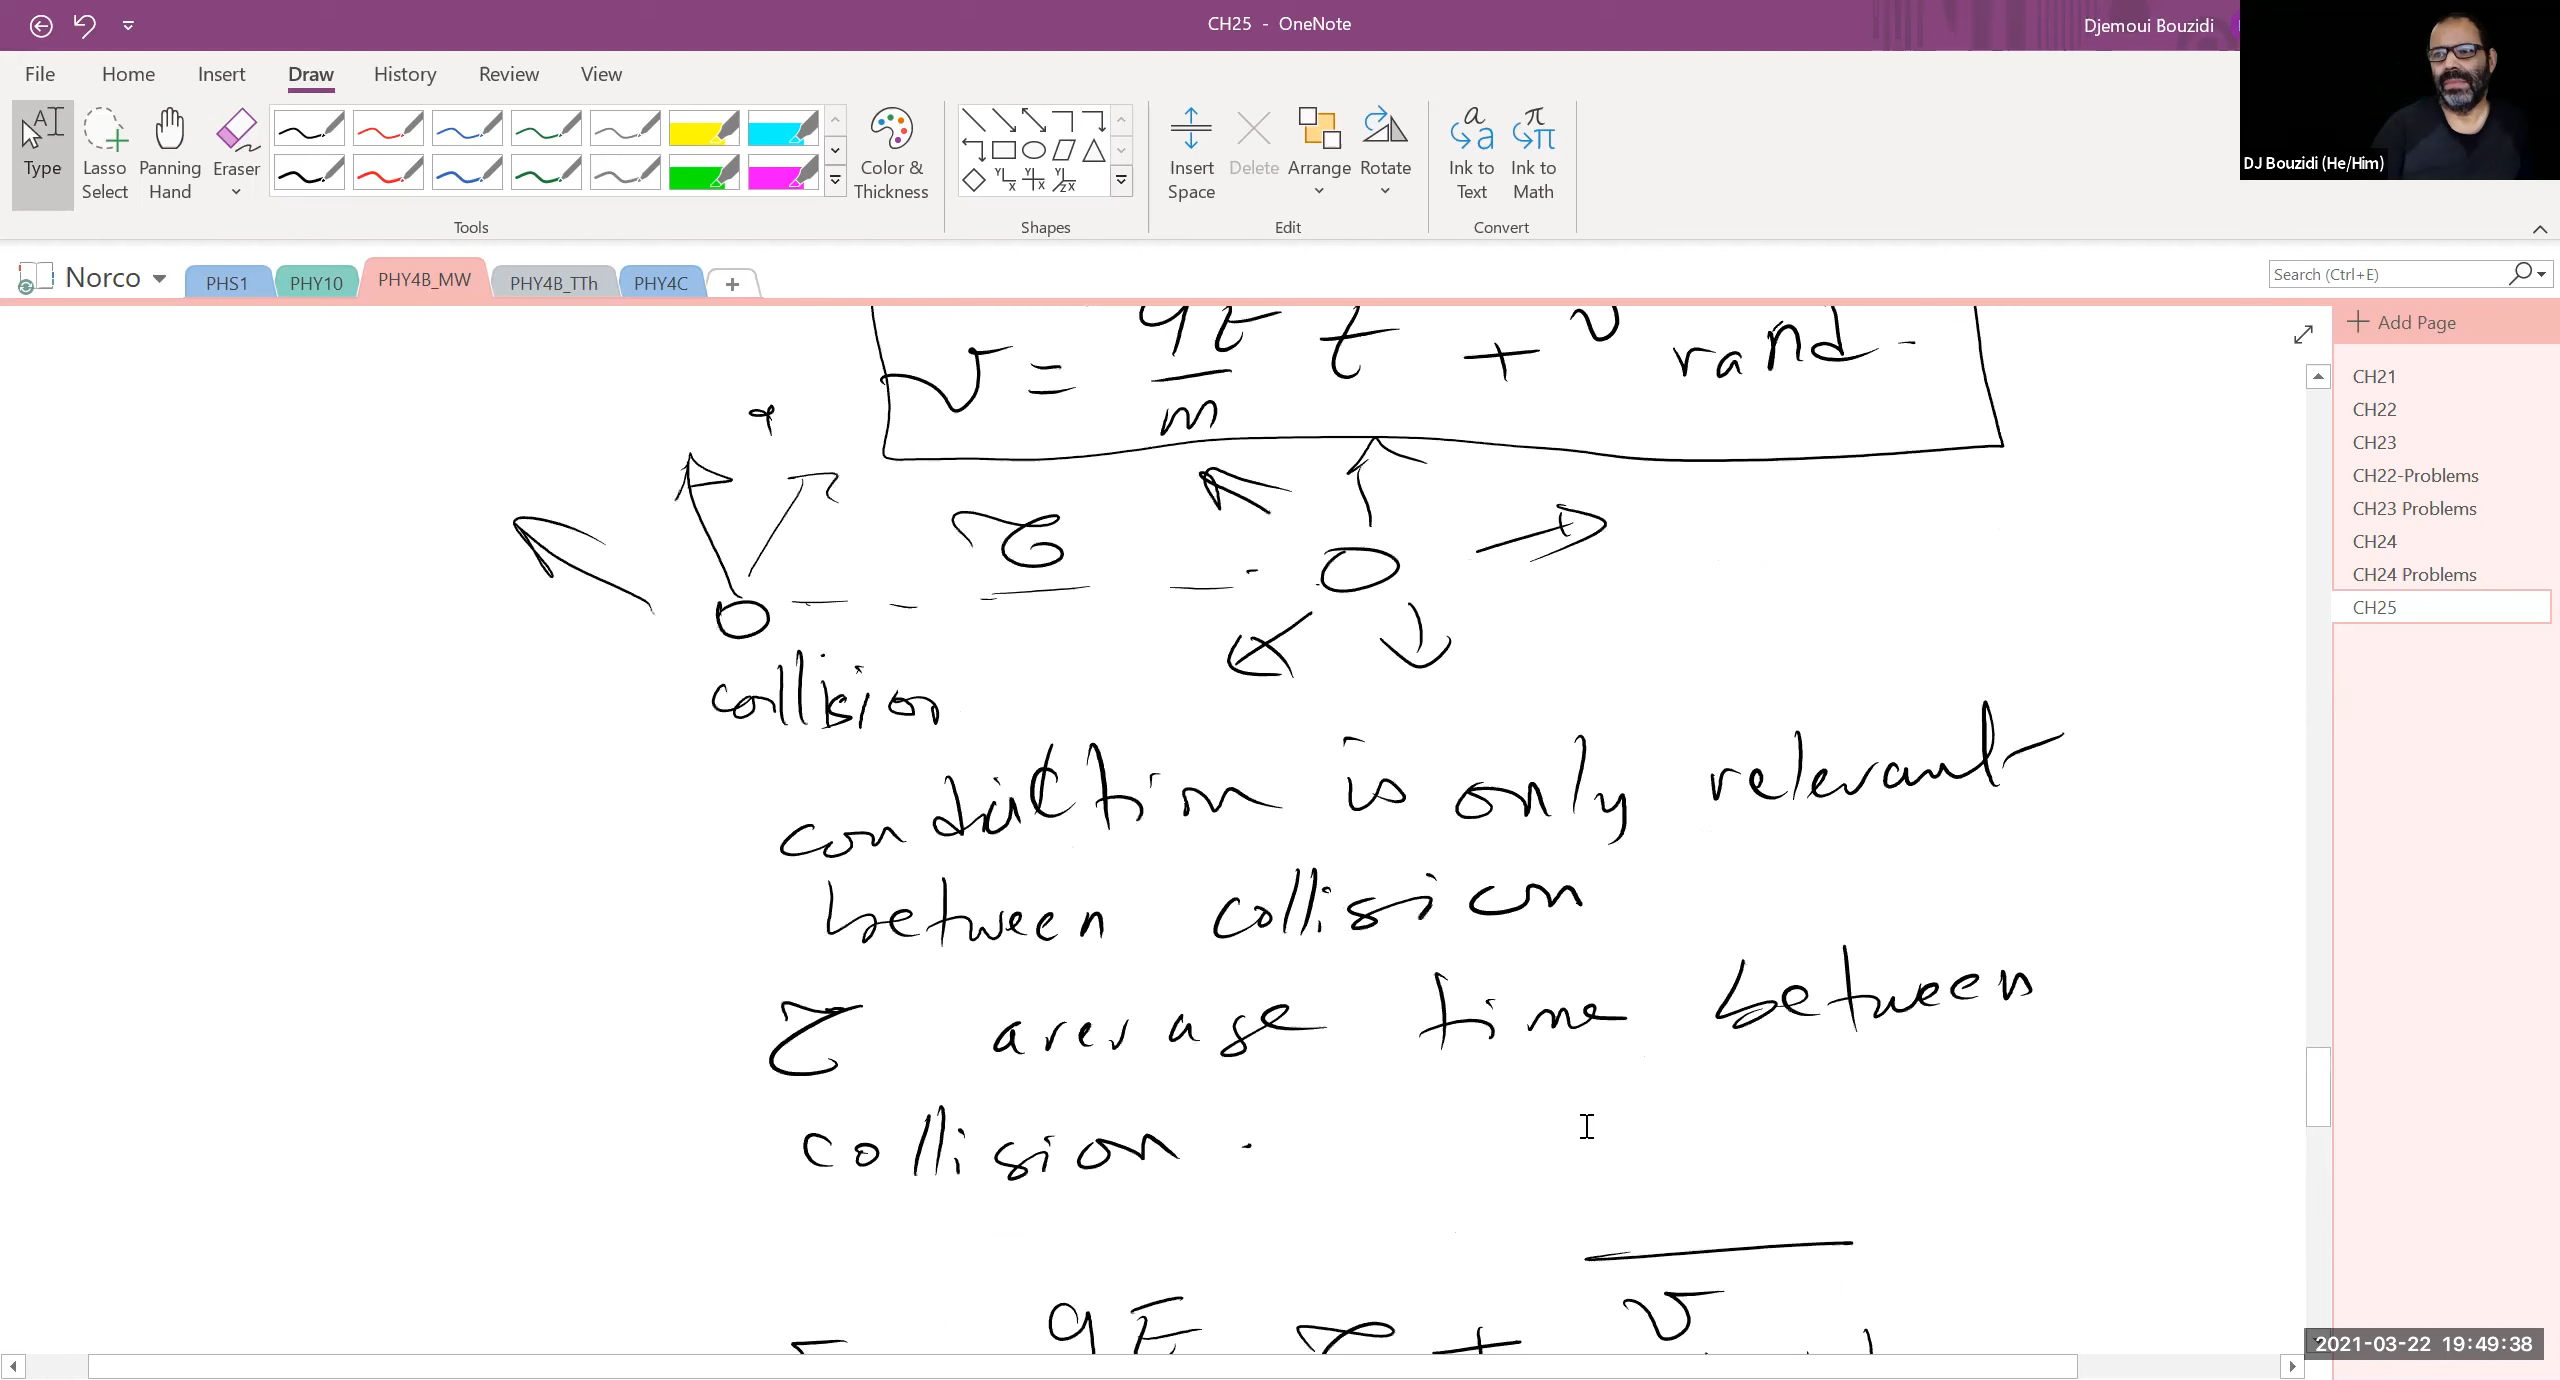 CH25 - OneNote
Djemoui Bouzidi
File Home Insert Draw History Review View
Type
Lasso Select
Panning Hand
Eraser
Color & Thickness
Insert Space
Delete
Arrange
Rotate
Ink to Text
Ink to Math
Tools
Shapes
Edit
Convert
DJ Bouzidi (He/Him)
Norco
PHS1 PHY10 PHY4B_MW PHY4B_TTh PHY4C
Search (Ctrl+E)
Add Page
CH21
CH22
CH23
CH22-Problems
CH23 Problems
CH24
CH24 Problems
CH25
v = qE/m t + v rand.
τ
collision
conduction is only relevant
between collision
τ average time between
collision.
qE τ + v
2021-03-22 19:49:38